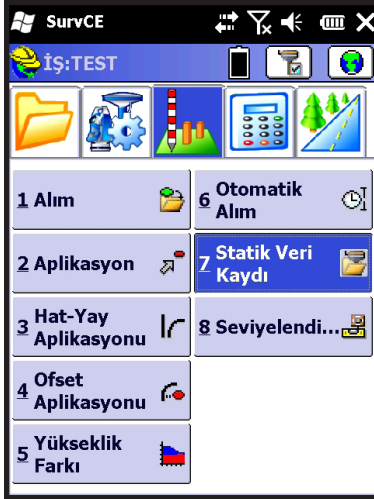 SurvCE
İŞ:TEST
1 Alım
2 Aplikasyon
3 Hat-Yay
Aplikasyonu
4 Ofset
Aplikasyonu
5 Yükseklik
Farkı
6 Otomatik
Alım
7 Statik Veri
Kaydı
8 Seviyelendi...